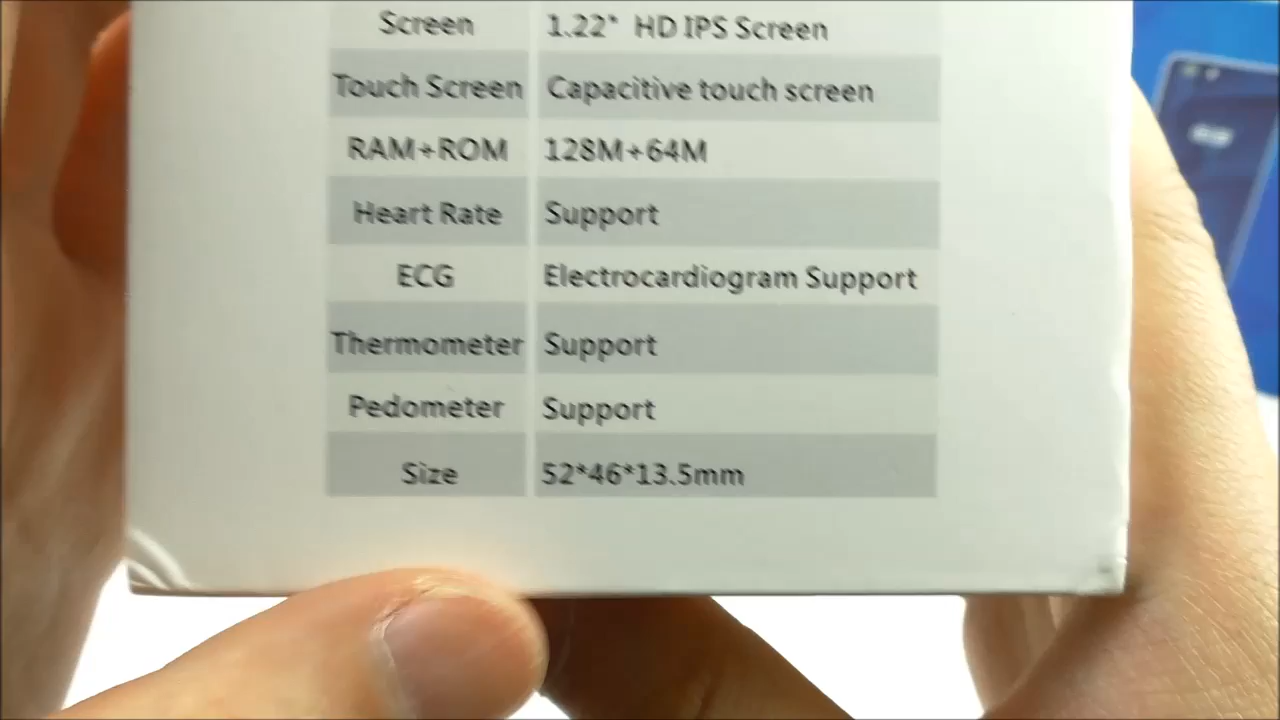 Screen 1.22" HD IPS Screen
Touch Screen Capacitive touch screen
RAM+ROM 128M+64M
Heart Rate Support
ECG Electrocardiogram Support
Thermometer Support
Pedometer Support
Size 52*46*13.5mm